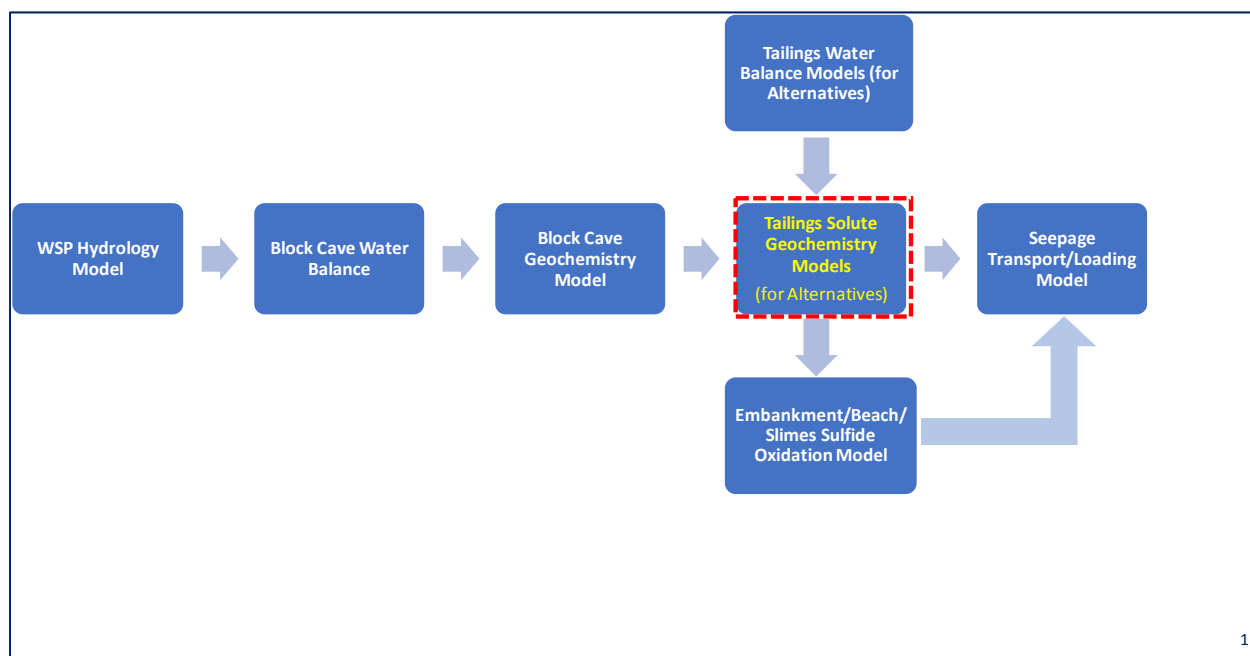 Tailings Water
Balance Models (for
Alternatives)
WSP Hydrology
Model
Block Cave Water
Balance
Block Cave
Geochemistry
Model
Tailings Solute
Geochemistry
Models
(for Alternatives)
Seepage
Transport/Loading
Model
Embankment/Beach/
Slimes Sulfide
Oxidation Model
1